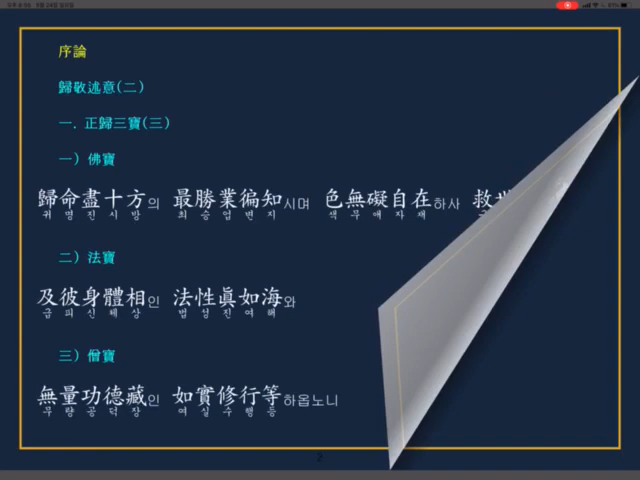 序論
歸敬述意(二)
一. 正歸三寶(三)
一) 佛寶
歸命盡十方의 最勝業徧知시며 色無礙自在하사 救世
귀명진시방 최승업변지 색무애자재
二) 法寶
及彼身體相인 法性眞如海와
급피신체상 법성진여해
三) 僧寶
無量功德藏인 如實修行等하옵노니
무량공덕장 여실수행등
2